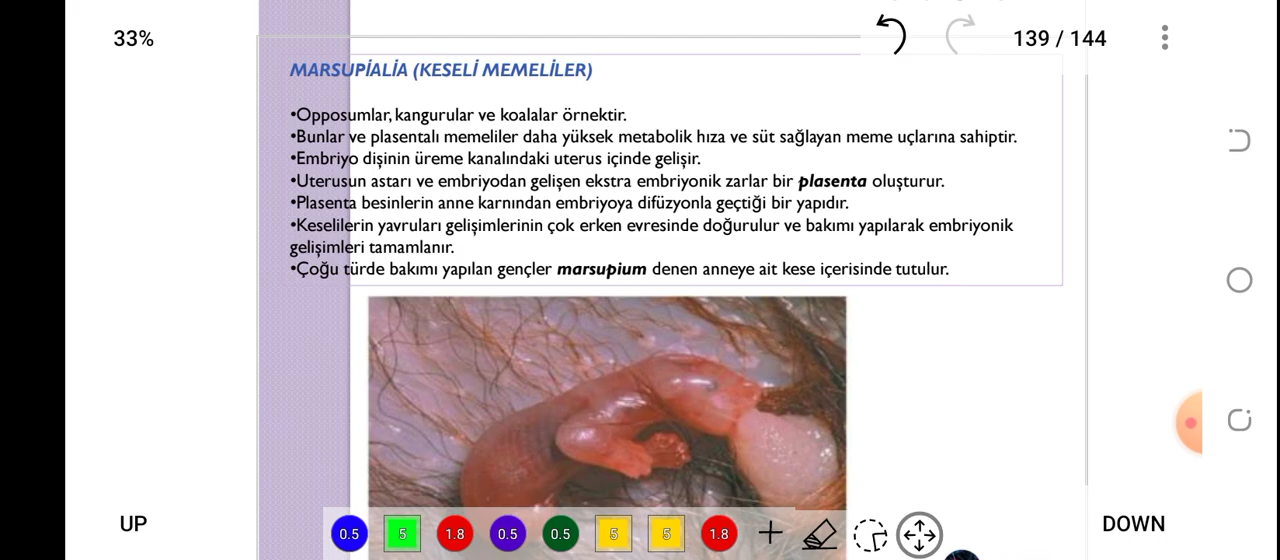 33%
139 / 144
MARSUPİALİA (KESELİ MEMELİLER)
•Opposumlar, kangurular ve koalalar örnektir.
•Bunlar ve plasentalı memeliler daha yüksek metabolik hıza ve süt sağlayan meme uçlarına sahiptir.
•Embriyo dişinin üreme kanalındaki uterus içinde gelişir.
•Uterusun astarı ve embriyodan gelişen ekstra embriyonik zarlar bir plasenta oluşturur.
•Plasenta besinlerin anne karnından embriyoya difüzyonla geçtiği bir yapıdır.
•Keselilerin yavruları gelişimlerinin çok erken evresinde doğurulur ve bakımı yapılarak embriyonik
gelişimleri tamamlanır.
•Çoğu türde bakımı yapılan gençler marsupium denen anneye ait kese içerisinde tutulur.
UP
0.5 5 1.8 0.5 0.5 5 5 1.8
DOWN